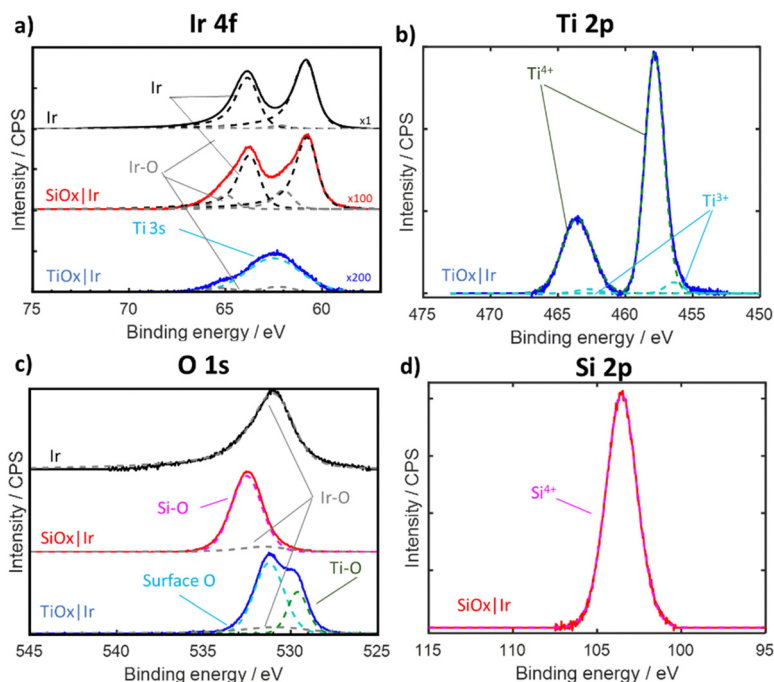 a)
Ir 4f
Intensity / CPS
Ir
Ir
x1
Ir-O
SiOx|Ir
x100
Ti 3s
TiOx|Ir
x200
75
70
65
60
Binding energy / eV
b)
Ti 2p
Intensity / CPS
Ti4+
Ti3+
TiOx|Ir
475
470
465
460
455
450
Binding energy / eV
c)
O 1s
Intensity / CPS
Ir
Si-O
Ir-O
SiOx|Ir
Surface O
Ti-O
TiOx|Ir
545
540
535
530
525
Binding energy / eV
d)
Si 2p
Intensity / CPS
Si4+
SiOx|Ir
115
110
105
100
95
Binding energy / eV